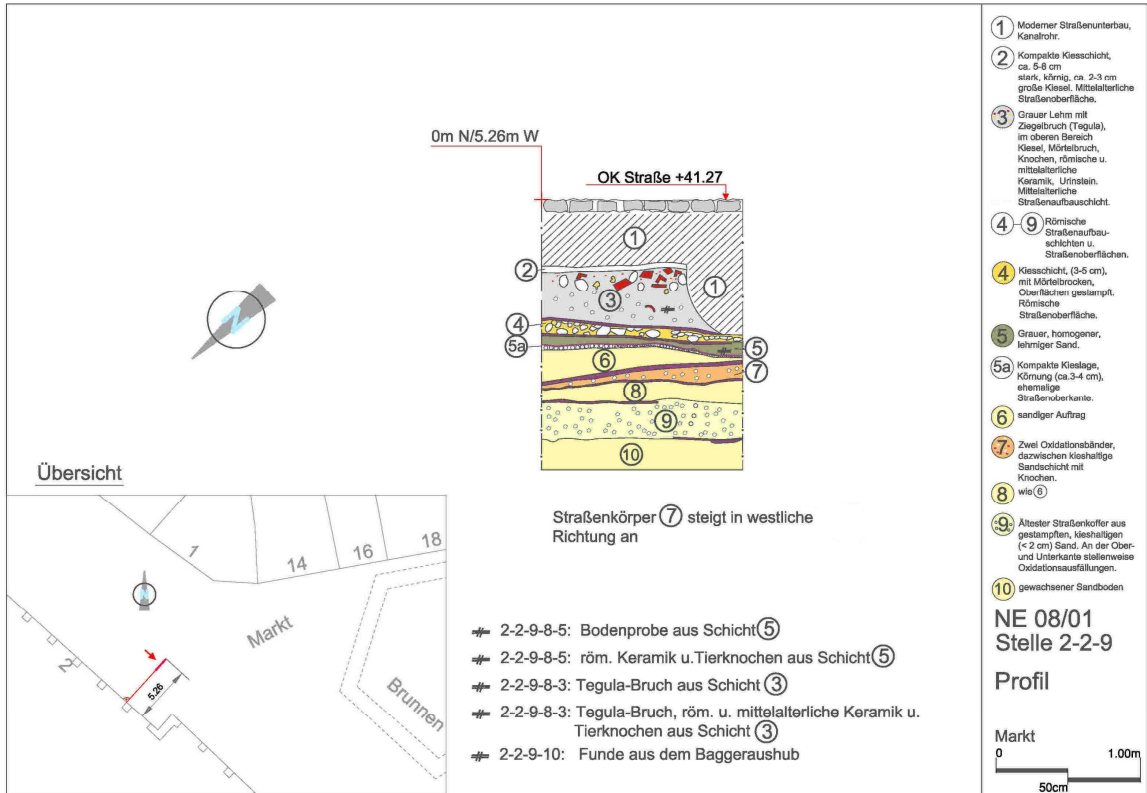 0m N/5.26m W
OK Straße +41.27
1
2
3
1
4
5a
5
6
7
8
9
10
N
Straßenkörper 7 steigt in westliche
Richtung an
Übersicht
1
14
16
18
N
Markt
2
5.26
Brunnen
2-2-9-8-5: Bodenprobe aus Schicht 5
2-2-9-8-5: röm. Keramik u.Tierknochen aus Schicht 5
2-2-9-8-3: Tegula-Bruch aus Schicht 3
2-2-9-8-3: Tegula-Bruch, röm. u. mittelalterliche Keramik u.
Tierknochen aus Schicht 3
2-2-9-10: Funde aus dem Baggeraushub
1 Moderner Straßenunterbau,
Kanalrohr.
2 Kompakte Kiesschicht,
ca. 5-8 cm
stark, körnig, ca. 2-3 cm
große Kiesel. Mittelalterliche
Straßenoberfläche.
3 Grauer Lehm mit
Ziegelbruch (Tegula),
im oberen Bereich
Kiesel, Mörtelbruch,
Knochen, römische u.
mittelalterliche
Keramik, Urinstein.
Mittelalterliche
Straßenaufbauschicht.
4 - 9 Römische
Straßenaufbau-
schichten u.
Straßenoberflächen.
4 Kiesschicht, (3-5 cm),
mit Mörtelbrocken,
Oberflächen gestampft.
Römische
Straßenoberfläche.
5 Grauer, homogener,
lehmiger Sand.
5a Kompakte Kieslage,
Körnung (ca.3-4 cm),
ehemalige
Straßenoberkante.
6 sandiger Auftrag
7 Zwei Oxidationsbänder,
dazwischen kieshaltige
Sandschicht mit
Knochen.
8 wie 6
9 Ältester Straßenkoffer aus
gestampften, kieshaltigen
(< 2 cm) Sand. An der Ober-
und Unterkante stellenweise
Oxidationsausfällungen.
10 gewachsener Sandboden
NE 08/01
Stelle 2-2-9
Profil
Markt
0 1.00m
50cm